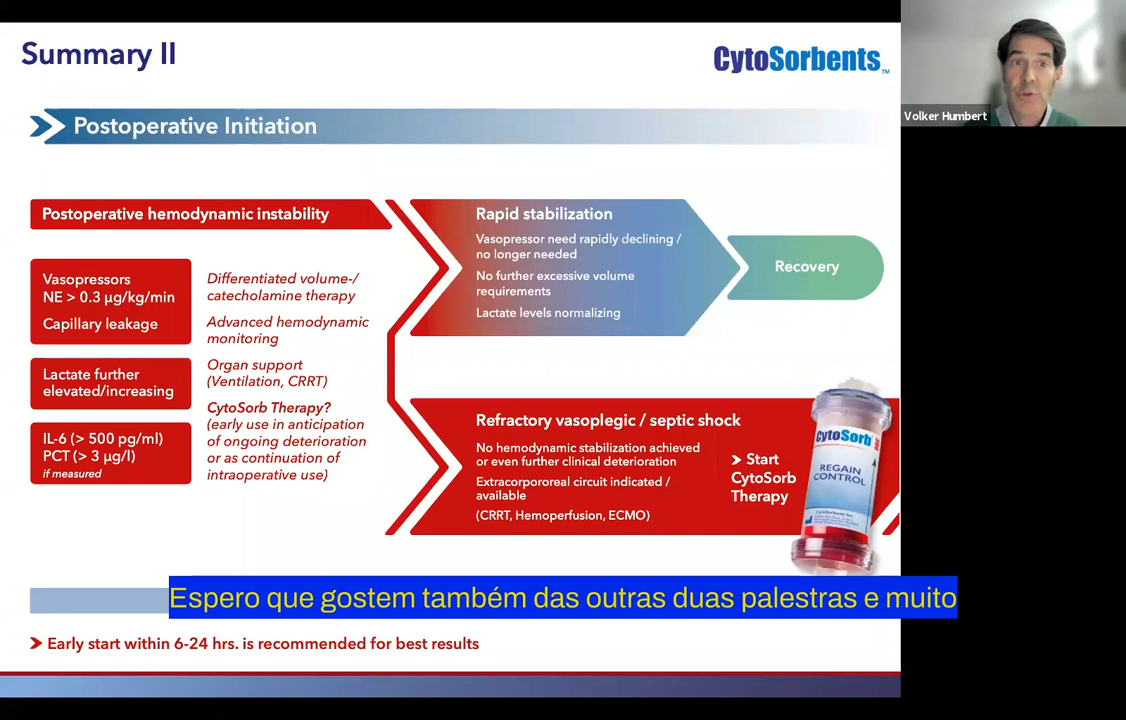 Summary II
CytoSorbents™
Volker Humbert
Postoperative Initiation
Postoperative hemodynamic instability
Vasopressors
NE > 0.3 µg/kg/min
Capillary leakage
Lactate further
elevated/increasing
IL-6 (> 500 pg/ml)
PCT (> 3 µg/l)
if measured
Differentiated volume-/
catecholamine therapy
Advanced hemodynamic
monitoring
Organ support
(Ventilation, CRRT)
CytoSorb Therapy?
(early use in anticipation
of ongoing deterioration
or as continuation of
intraoperative use)
Rapid stabilization
Vasopressor need rapidly declining /
no longer needed
No further excessive volume
requirements
Lactate levels normalizing
Recovery
Refractory vasoplegic / septic shock
No hemodynamic stabilization achieved
or even further clinical deterioration
Extracorpororeal circuit indicated /
available
(CRRT, Hemoperfusion, ECMO)
Start
CytoSorb
Therapy
CytoSorb
REGAIN
CONTROL
Espero que gostem também das outras duas palestras e muito
Early start within 6-24 hrs. is recommended for best results